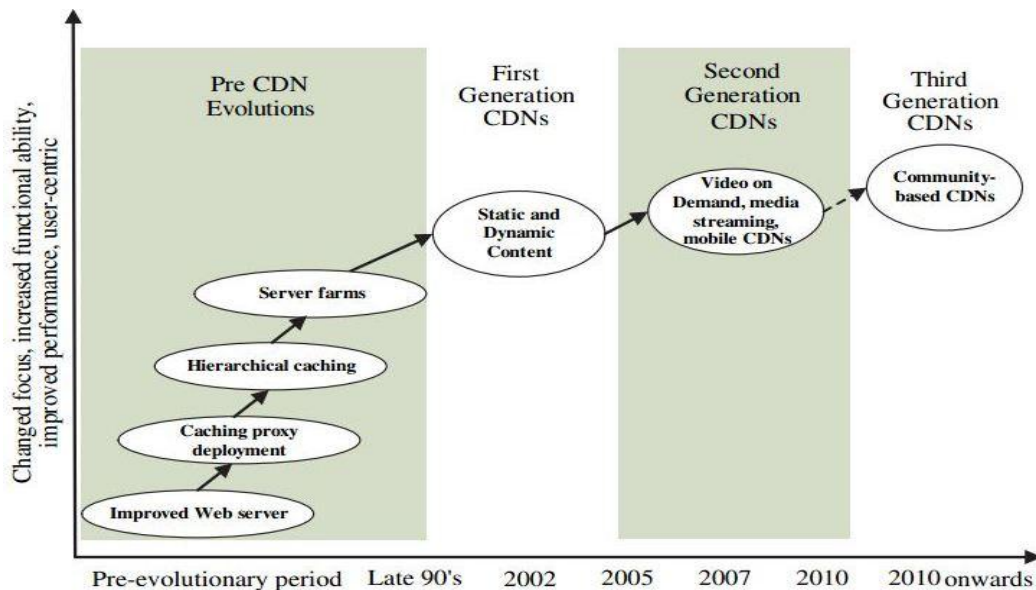 Changed focus, increased functional ability,
improved performance, user-centric
Pre CDN
Evolutions
First
Generation
CDNs
Second
Generation
CDNs
Third
Generation
CDNs
Community-
based CDNs
Video on
Demand, media
streaming,
mobile CDNs
Static and
Dynamic
Content
Server farms
Hierarchical caching
Caching proxy
deployment
Improved Web server
Pre-evolutionary period
Late 90's
2002
2005
2007
2010
2010 onwards